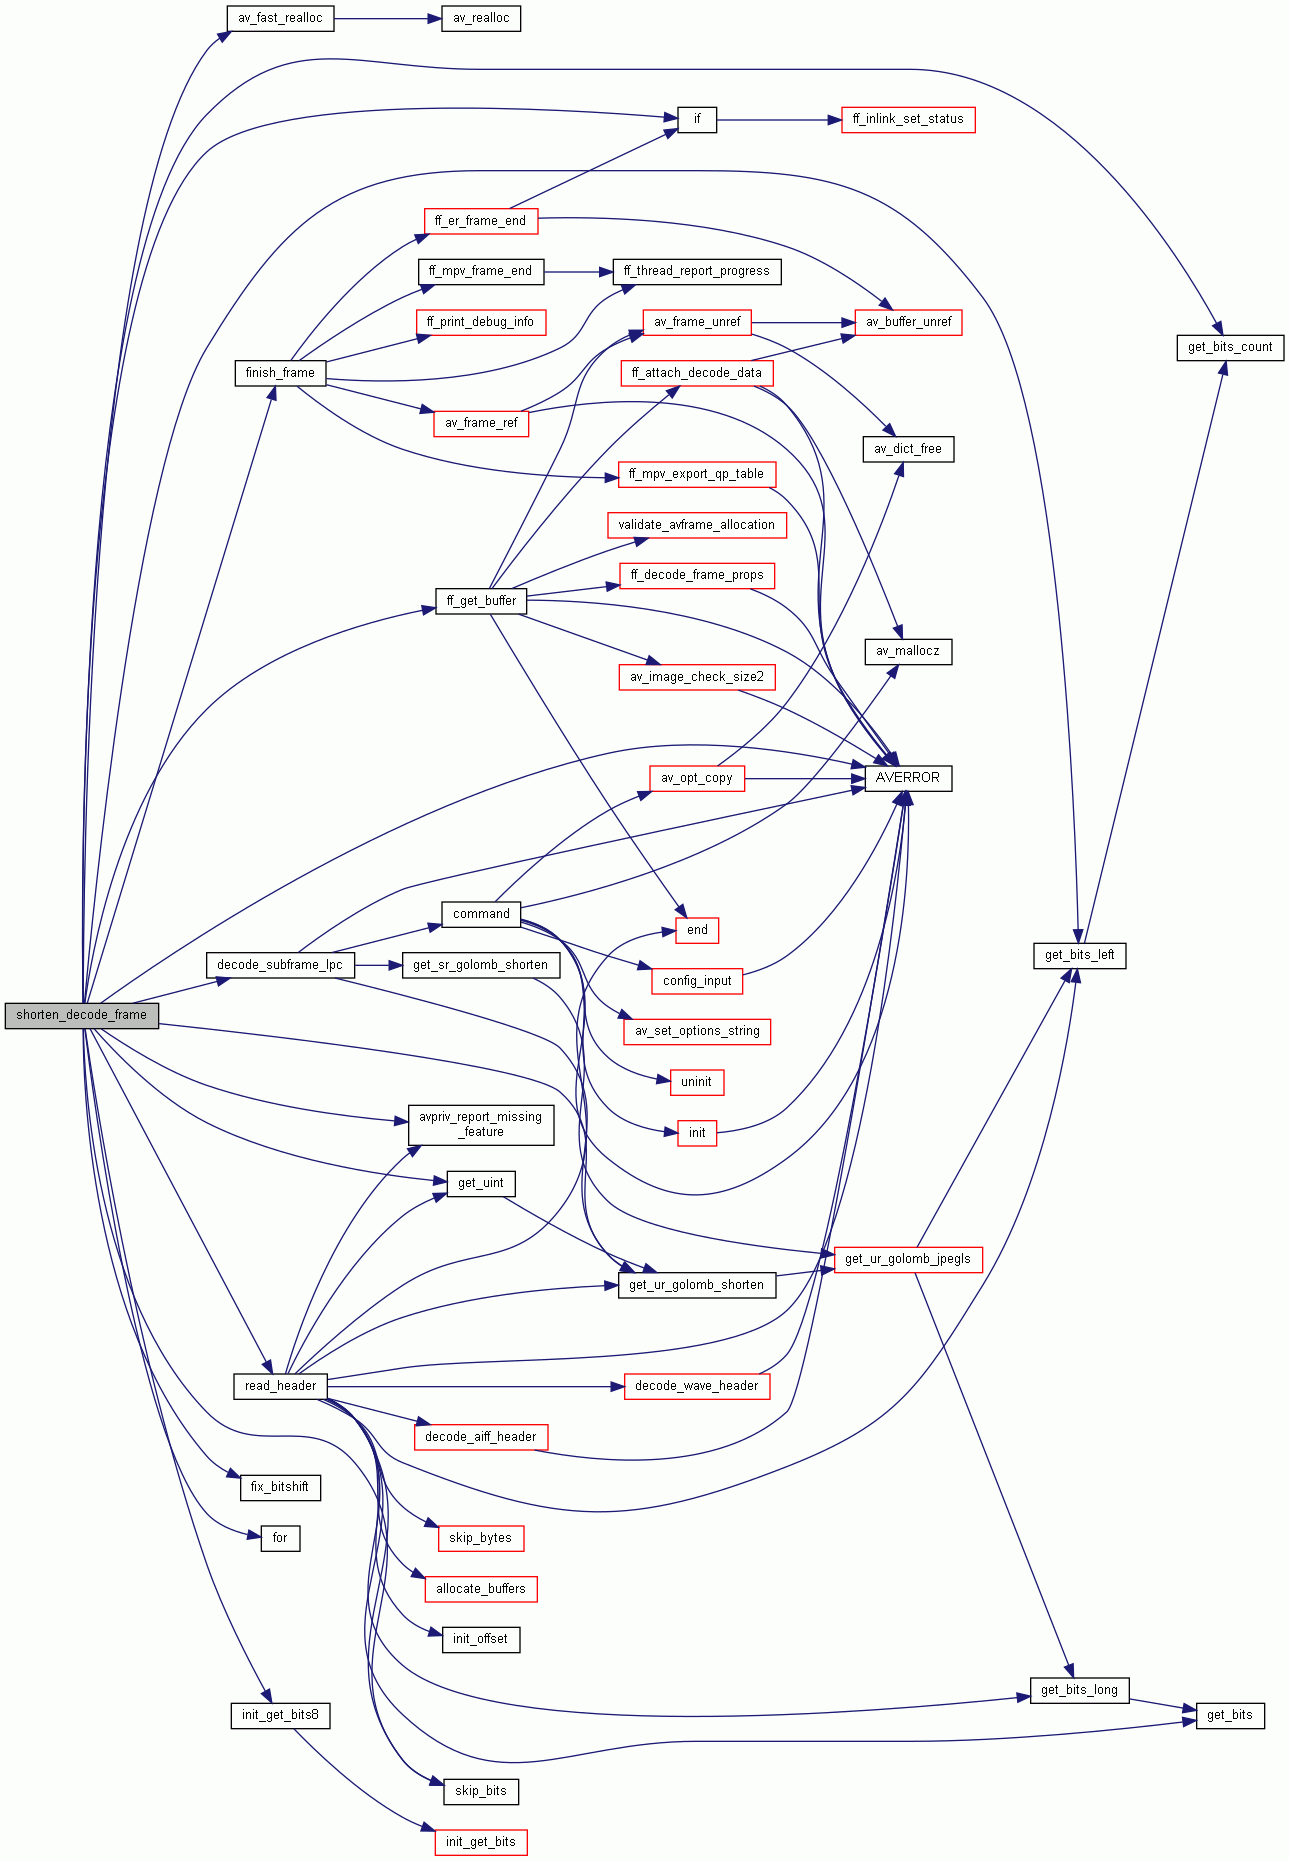 av_fast_realloc
av_realloc
if
ff_inlink_set_status
ff_er_frame_end
ff_mpv_frame_end
ff_thread_report_progress
ff_print_debug_info
av_frame_unref
av_buffer_unref
get_bits_count
finish_frame
ff_attach_decode_data
av_frame_ref
av_dict_free
ff_mpv_export_qp_table
validate_avframe_allocation
ff_decode_frame_props
ff_get_buffer
av_mallocz
av_image_check_size2
av_opt_copy
AVERROR
command
end
get_bits_left
decode_subframe_lpc
get_sr_golomb_shorten
config_input
shorten_decode_frame
av_set_options_string
uninit
avpriv_report_missing
_feature
init
get_uint
get_ur_golomb_jpegls
get_ur_golomb_shorten
read_header
decode_wave_header
decode_aiff_header
fix_bitshift
for
skip_bytes
allocate_buffers
init_offset
get_bits_long
init_get_bits8
get_bits
skip_bits
init_get_bits